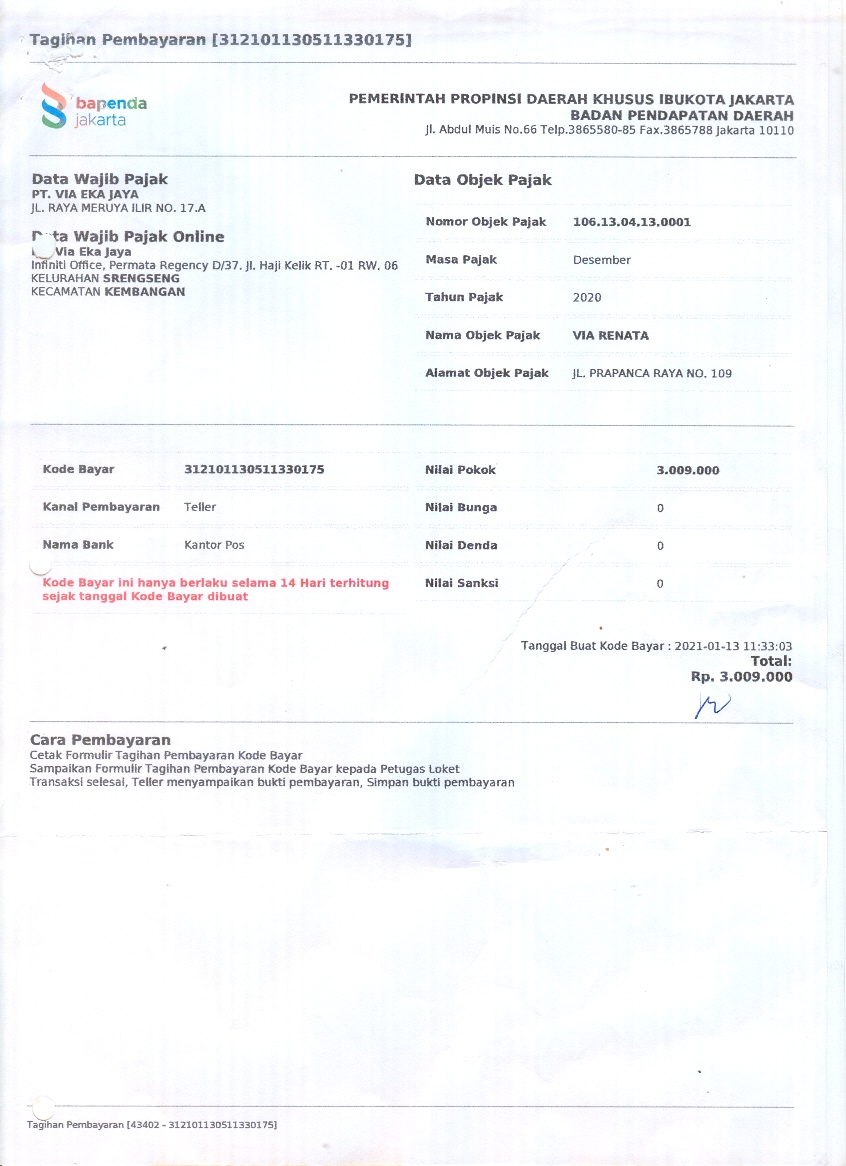 Tagihan Pembayaran [312101130511330175]
bapenda
jakarta
PEMERINTAH PROPINSI DAERAH KHUSUS IBUKOTA JAKARTA
BADAN PENDAPATAN DAERAH
Jl. Abdul Muis No.66 Telp.3865580-85 Fax.3865788 Jakarta 10110
Data Wajib Pajak
PT. VIA EKA JAYA
JL. RAYA MERUYA ILIR NO. 17.A
Data Wajib Pajak Online
Via Eka Jaya
Infiniti Office, Permata Regency D/37. Jl. Haji Kelik RT. -01 RW. 06
KELURAHAN SRENGSENG
KECAMATAN KEMBANGAN
Data Objek Pajak
Nomor Objek Pajak 106.13.04.13.0001
Masa Pajak Desember
Tahun Pajak 2020
Nama Objek Pajak VIA RENATA
Alamat Objek Pajak JL. PRAPANCA RAYA NO. 109
Kode Bayar 312101130511330175
Kanal Pembayaran Teller
Nama Bank Kantor Pos
Kode Bayar ini hanya berlaku selama 14 Hari terhitung
sejak tanggal Kode Bayar dibuat
Nilai Pokok 3.009.000
Nilai Bunga 0
Nilai Denda 0
Nilai Sanksi 0
Tanggal Buat Kode Bayar : 2021-01-13 11:33:03
Total:
Rp. 3.009.000
Cara Pembayaran
Cetak Formulir Tagihan Pembayaran Kode Bayar
Sampaikan Formulir Tagihan Pembayaran Kode Bayar kepada Petugas Loket
Transaksi selesai, Teller menyampaikan bukti pembayaran, Simpan bukti pembayaran
Tagihan Pembayaran [43402 - 312101130511330175]